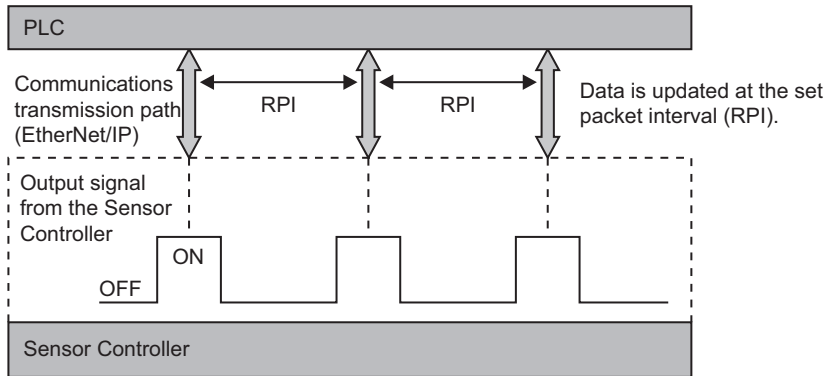 PLC
Communications
transmission path
(EtherNet/IP)
RPI
RPI
Data is updated at the set
packet interval (RPI).
Output signal
from the Sensor
Controller
ON
OFF
Sensor Controller